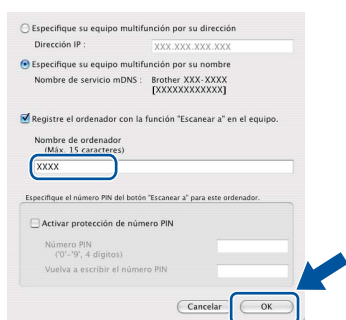 Especifique su equipo multifunción por su dirección
Dirección IP : XXX.XXX.XXX.XXX
Especifique su equipo multifunción por su nombre
Nombre de servicio mDNS : Brother XXX-XXXX
[XXXXXXXXXXXX]
Registre el ordenador con la función "Escanear a" en el equipo.
Nombre de ordenador
(Máx. 15 caracteres)
XXXX
Especifique el número PIN del botón "Escanear a" para este ordenador.
Activar protección de número PIN
Número PIN
('0'-'9', 4 dígitos)
Vuelva a escribir el número PIN
Cancelar OK